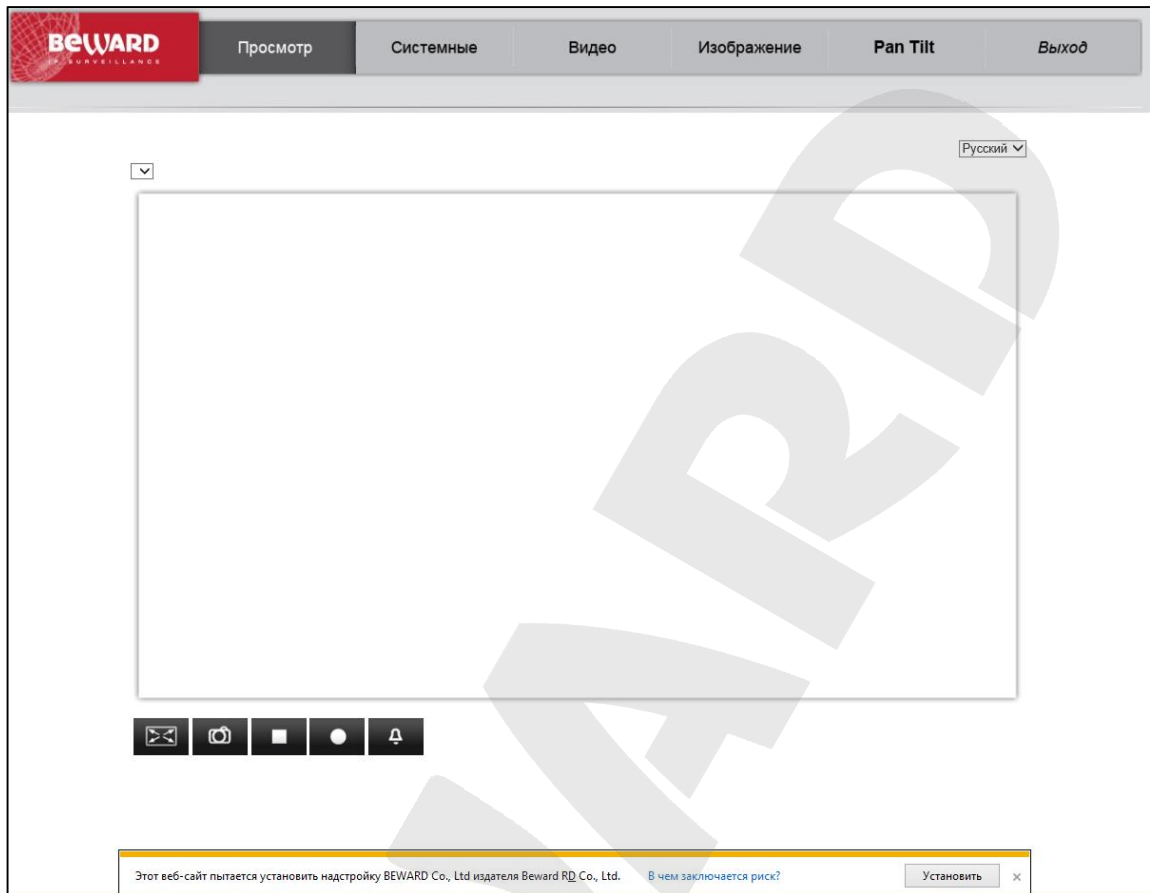 BEWARD
IP SURVEILLANCE
Просмотр
Системные
Видео
Изображение
Pan Tilt
Выход
Русский
Этот веб-сайт пытается установить надстройку BEWARD Co., Ltd издателя Beward RD Co., Ltd.
В чем заключается риск?
Установить
WARD